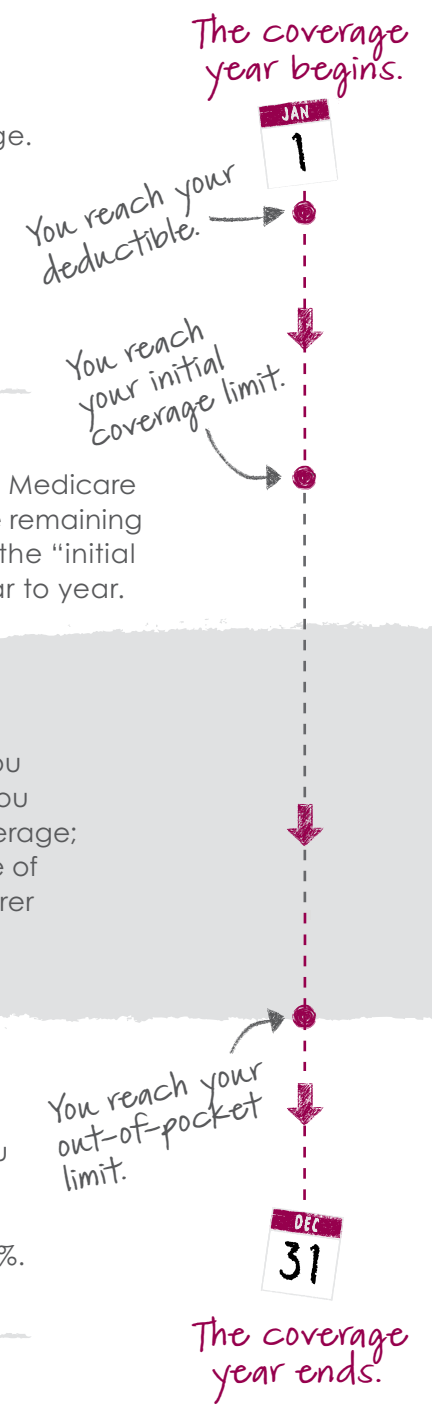 The coverage
year begins.
ge.
JAN
1
You reach your
deductible.
You reach
your initial
coverage limit.
Medicare
remaining
the “initial
ar to year.
ou
ou
erage;
e of
rer
You reach your
out-of-pocket
limit.
%.
DEC
31
The coverage
year ends.